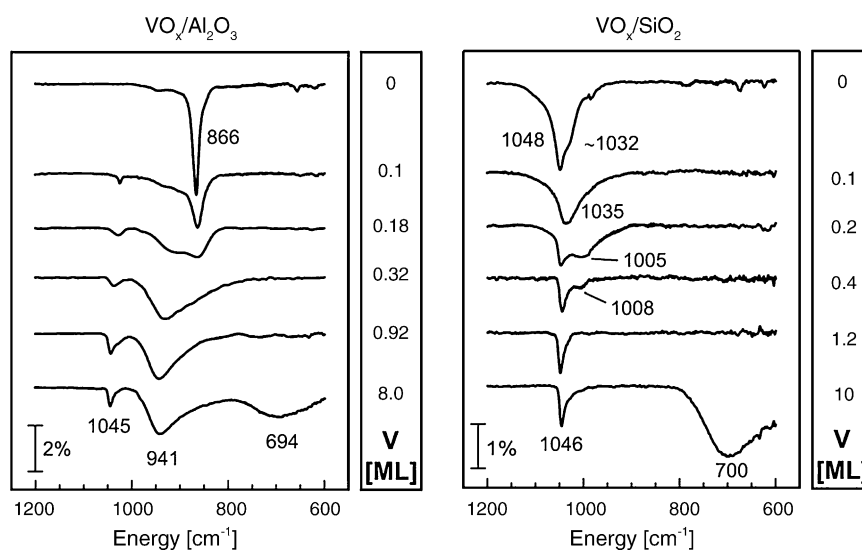 VOx/Al2O3
0
866
0.1
0.18
0.32
0.92
8.0
1045
941
694
2%
V
[ML]
1200 1000 800 600
Energy [cm-1]
VOx/SiO2
0
1048
~1032
0.1
1035
0.2
1005
0.4
1008
1.2
10
1046
700
1%
V
[ML]
1200 1000 800 600
Energy [cm-1]